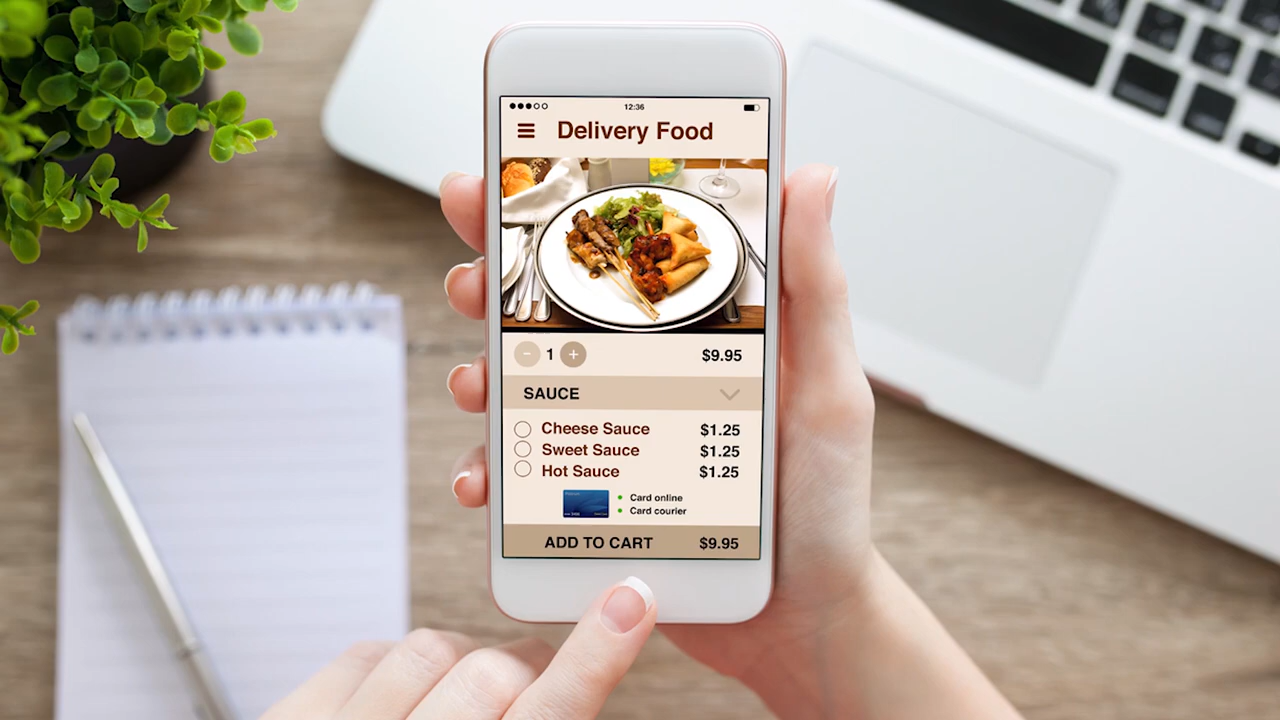 12:36
Delivery Food
1 $9.95
SAUCE
Cheese Sauce $1.25
Sweet Sauce $1.25
Hot Sauce $1.25
Card online
Card courier
ADD TO CART $9.95